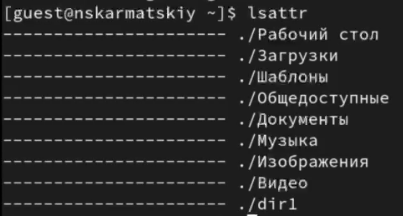 [guest@nskarmatskiy ~]$ lsattr
---------------------- ./Рабочий стол
---------------------- ./Загрузки
---------------------- ./Шаблоны
---------------------- ./Общедоступные
---------------------- ./Документы
---------------------- ./Музыка
---------------------- ./Изображения
---------------------- ./Видео
---------------------- ./dir1